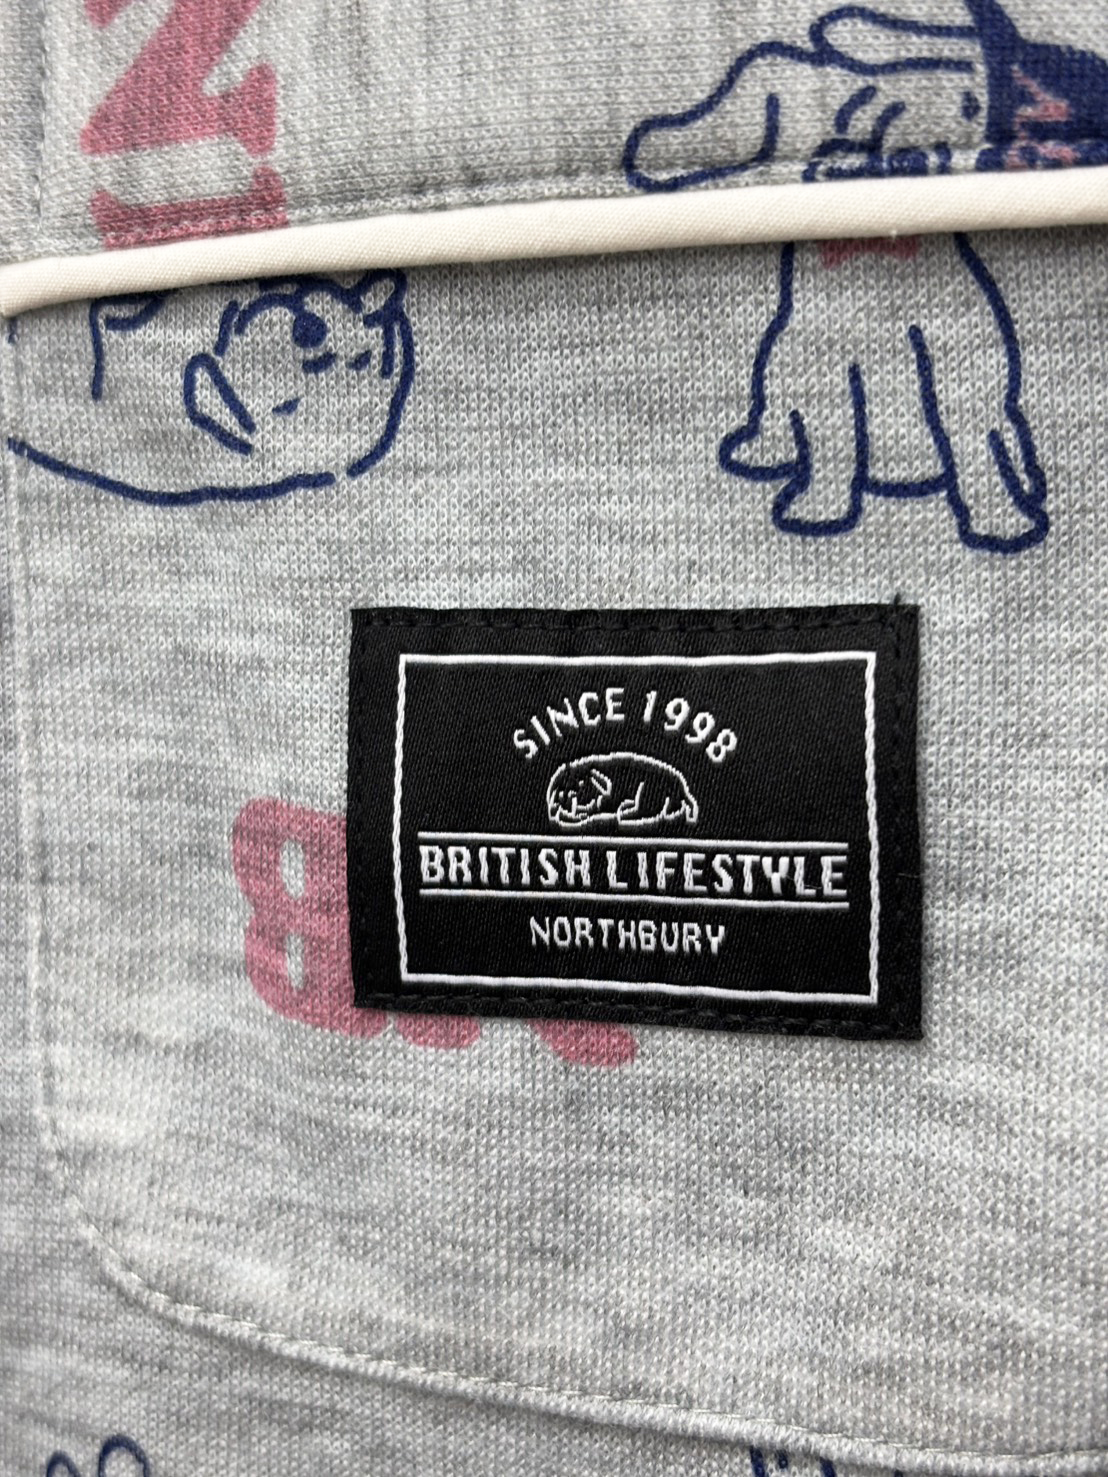 N
SINCE 1998
BRITISH LIFESTYLE
NORTHBURY
B